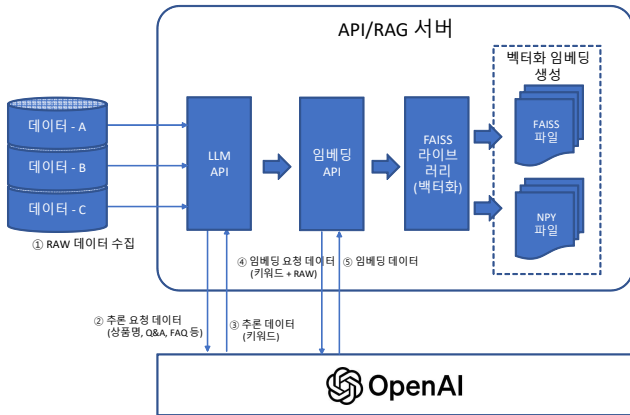 API/RAG 서버
벡터화 임베딩
생성
데이터 - A
데이터 - B
데이터 - C
LLM
API
임베딩
API
FAISS
라이브
러리
(벡터화)
FAISS
파일
NPY
파일
① RAW 데이터 수집
④ 임베딩 요청 데이터
(키워드 + RAW)
⑤ 임베딩 데이터
② 추론 요청 데이터
(상품명, Q&A, FAQ 등)
③ 추론 데이터
(키워드)
OpenAI